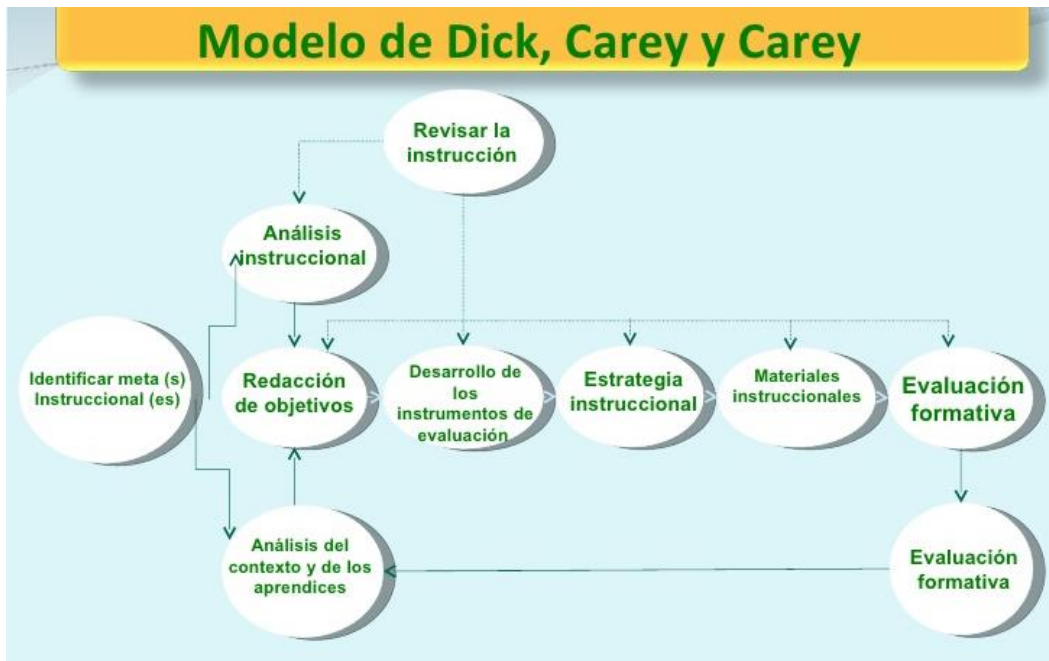 Modelo de Dick, Carey y Carey
Revisar la
instrucción
Análisis
instruccional
Identificar meta (s)
Instruccional (es)
Redacción
de objetivos
Desarrollo de
los
instrumentos de
evaluación
Estrategia
instruccional
Materiales
instruccionales
Evaluación
formativa
Análisis del
contexto y de los
aprendices
Evaluación
formativa